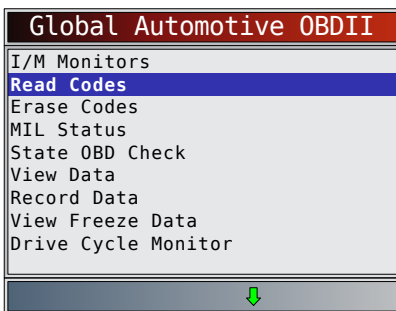 Global Automotive OBDII
I/M Monitors
Read Codes
Erase Codes
MIL Status
State OBD Check
View Data
Record Data
View Freeze Data
Drive Cycle Monitor